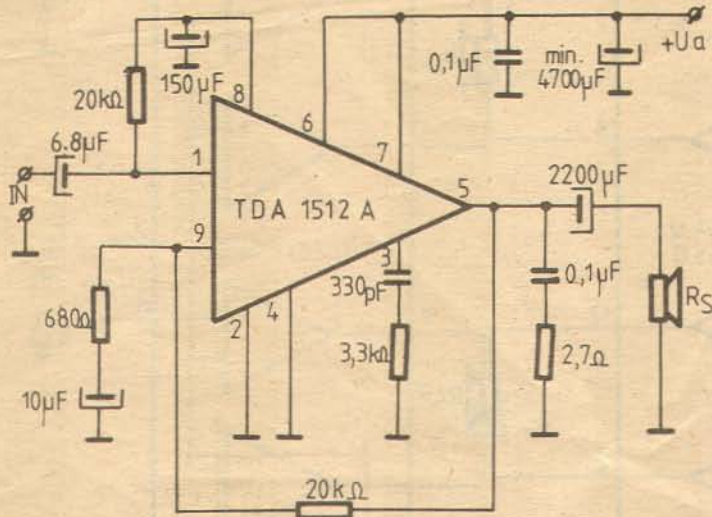 +Ua
150µF
8
0,1µF
min.
4700µF
20kΩ
6
6.8µF
7
1
IN
TDA 1512 A
5
2200µF
9
3
330pF
0,1µF
RS
680Ω
2
4
3,3kΩ
2,7Ω
10µF
20kΩ